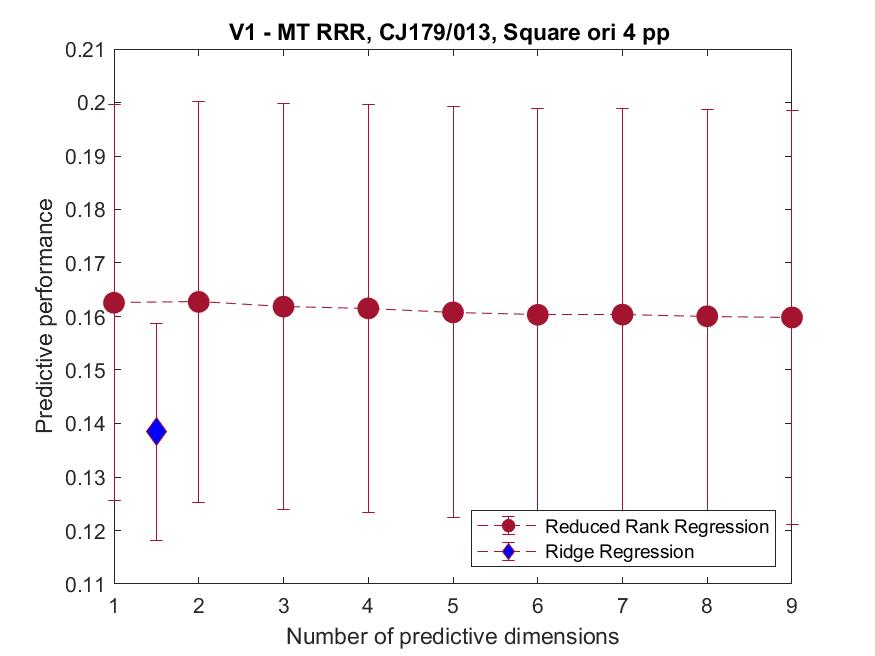 V1 - MT RRR, CJ179/013, Square ori 4 pp
0.21
0.2
0.19
0.18
0.17
0.16
0.15
0.14
0.13
0.12
0.11
Predictive performance
Reduced Rank Regression
Ridge Regression
1 2 3 4 5 6 7 8 9
Number of predictive dimensions